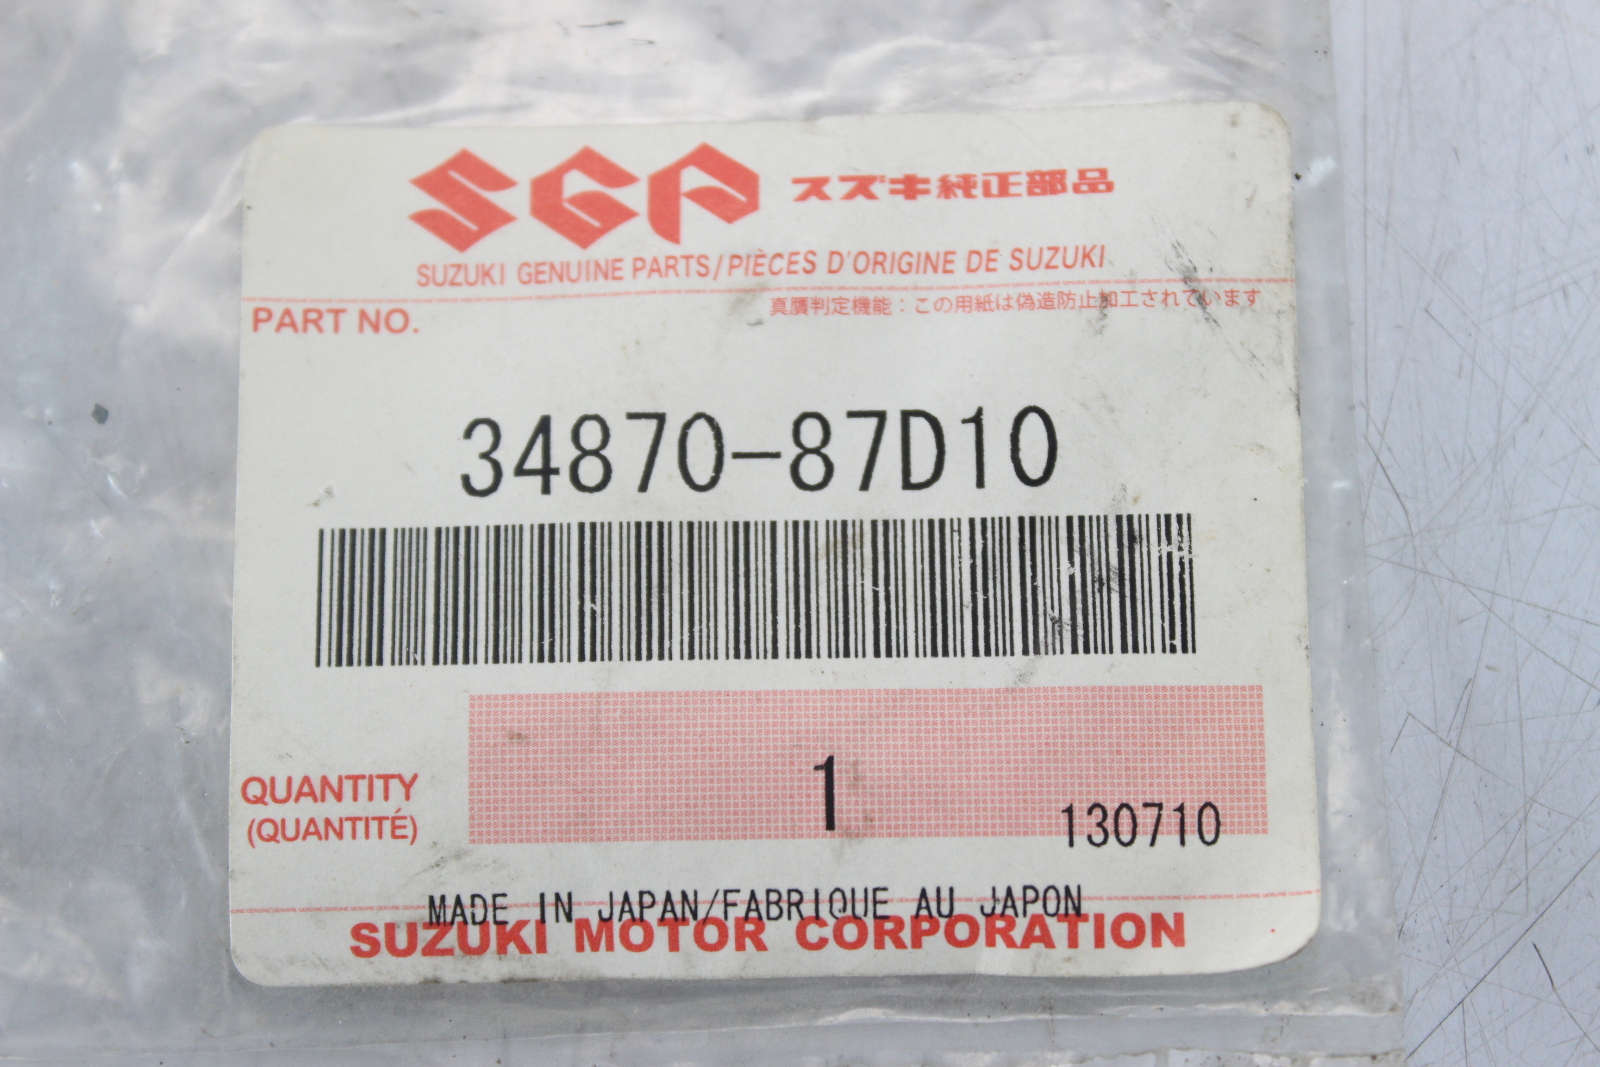 SGP スズキ純正部品
SUZUKI GENUINE PARTS/PIÈCES D'ORIGINE DE SUZUKI
真贋判定機能：この用紙は偽造防止加工されています
PART NO.
34870-87D10
QUANTITY
(QUANTITÉ)
1
130710
MADE IN JAPAN/FABRIQUE AU JAPON
SUZUKI MOTOR CORPORATION